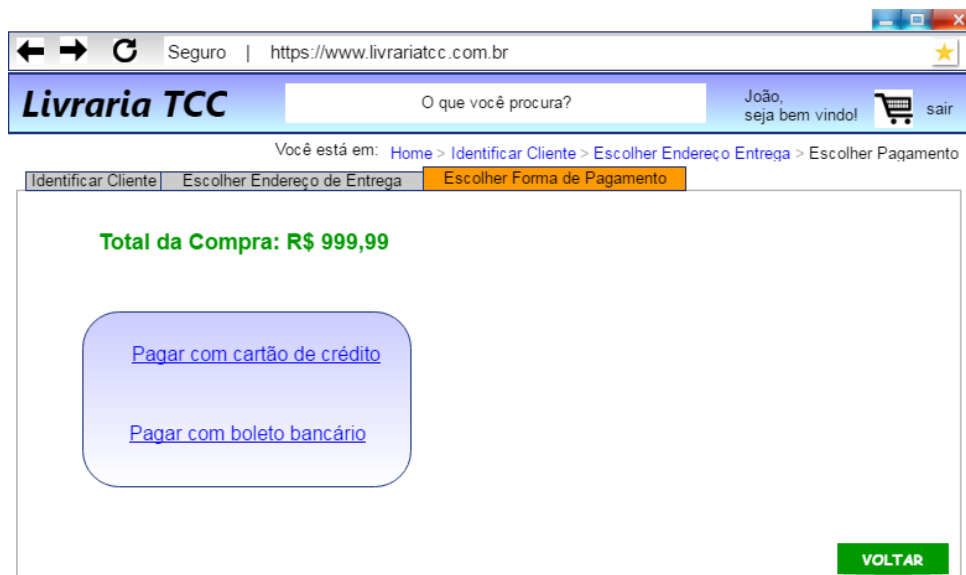 Seguro | https://www.livrariatcc.com.br
Livraria TCC
O que você procura?
João,
seja bem vindo!
sair
Você está em: Home > Identificar Cliente > Escolher Endereço Entrega > Escolher Pagamento
Identificar Cliente Escolher Endereço de Entrega Escolher Forma de Pagamento
Total da Compra: R$ 999,99
Pagar com cartão de crédito
Pagar com boleto bancário
VOLTAR